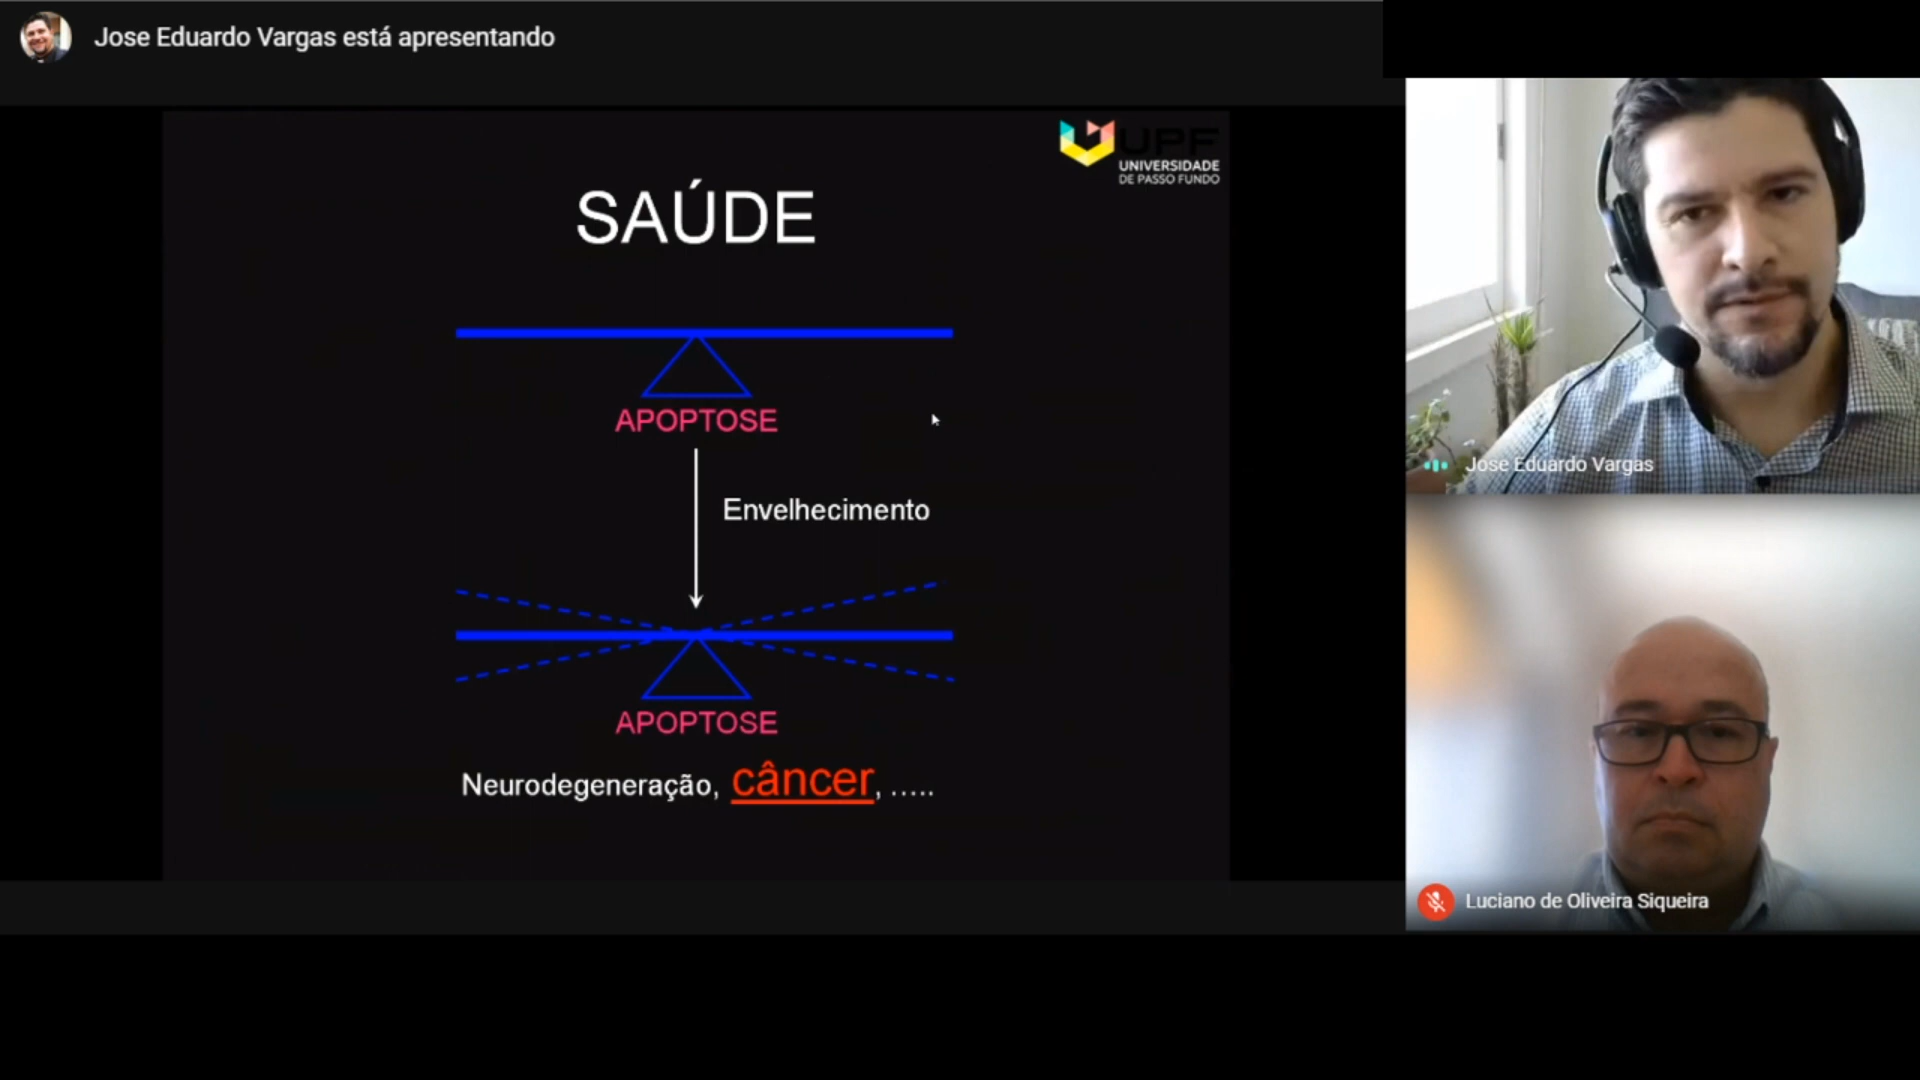 Jose Eduardo Vargas está apresentando
UPF
UNIVERSIDADE
DE PASSO FUNDO
SAÚDE
APOPTOSE
Envelhecimento
APOPTOSE
Neurodegeneração, câncer, .....
Jose Eduardo Vargas
Luciano de Oliveira Siqueira